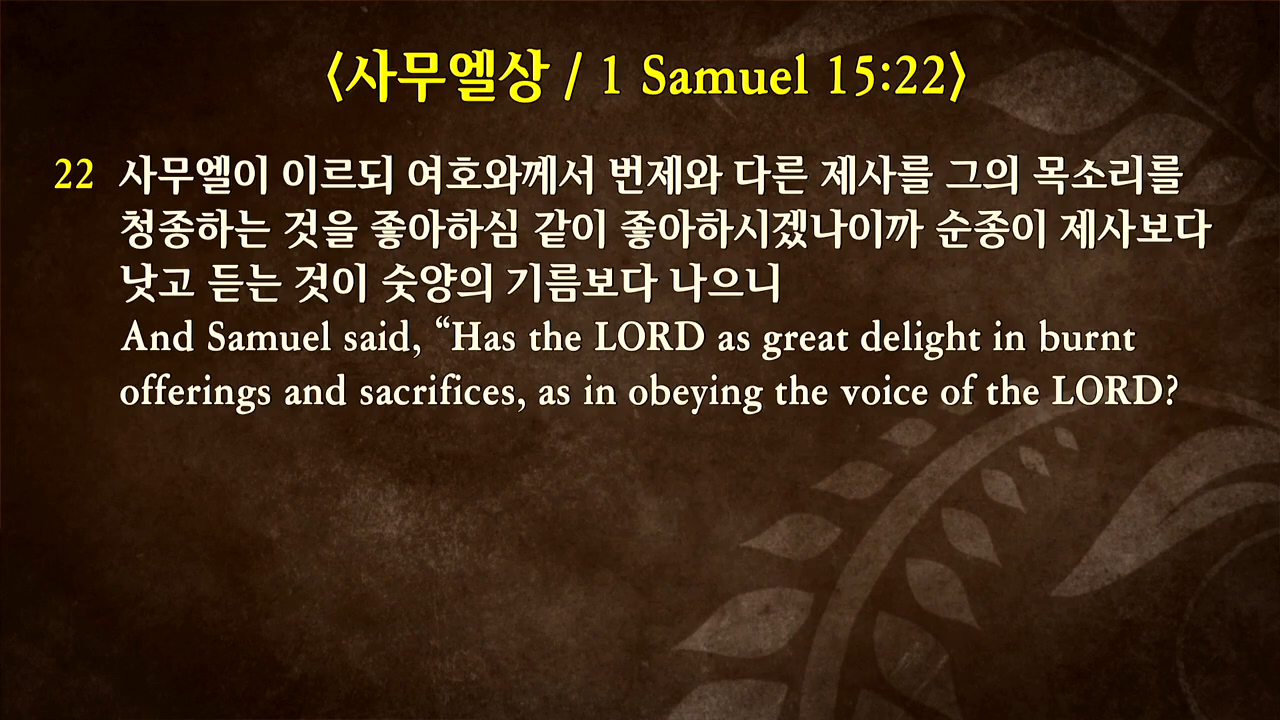 〈사무엘상 / 1 Samuel 15:22〉
22 사무엘이 이르되 여호와께서 번제와 다른 제사를 그의 목소리를
청종하는 것을 좋아하심 같이 좋아하시겠나이까 순종이 제사보다
낫고 듣는 것이 숫양의 기름보다 나으니
And Samuel said, “Has the LORD as great delight in burnt
offerings and sacrifices, as in obeying the voice of the LORD?